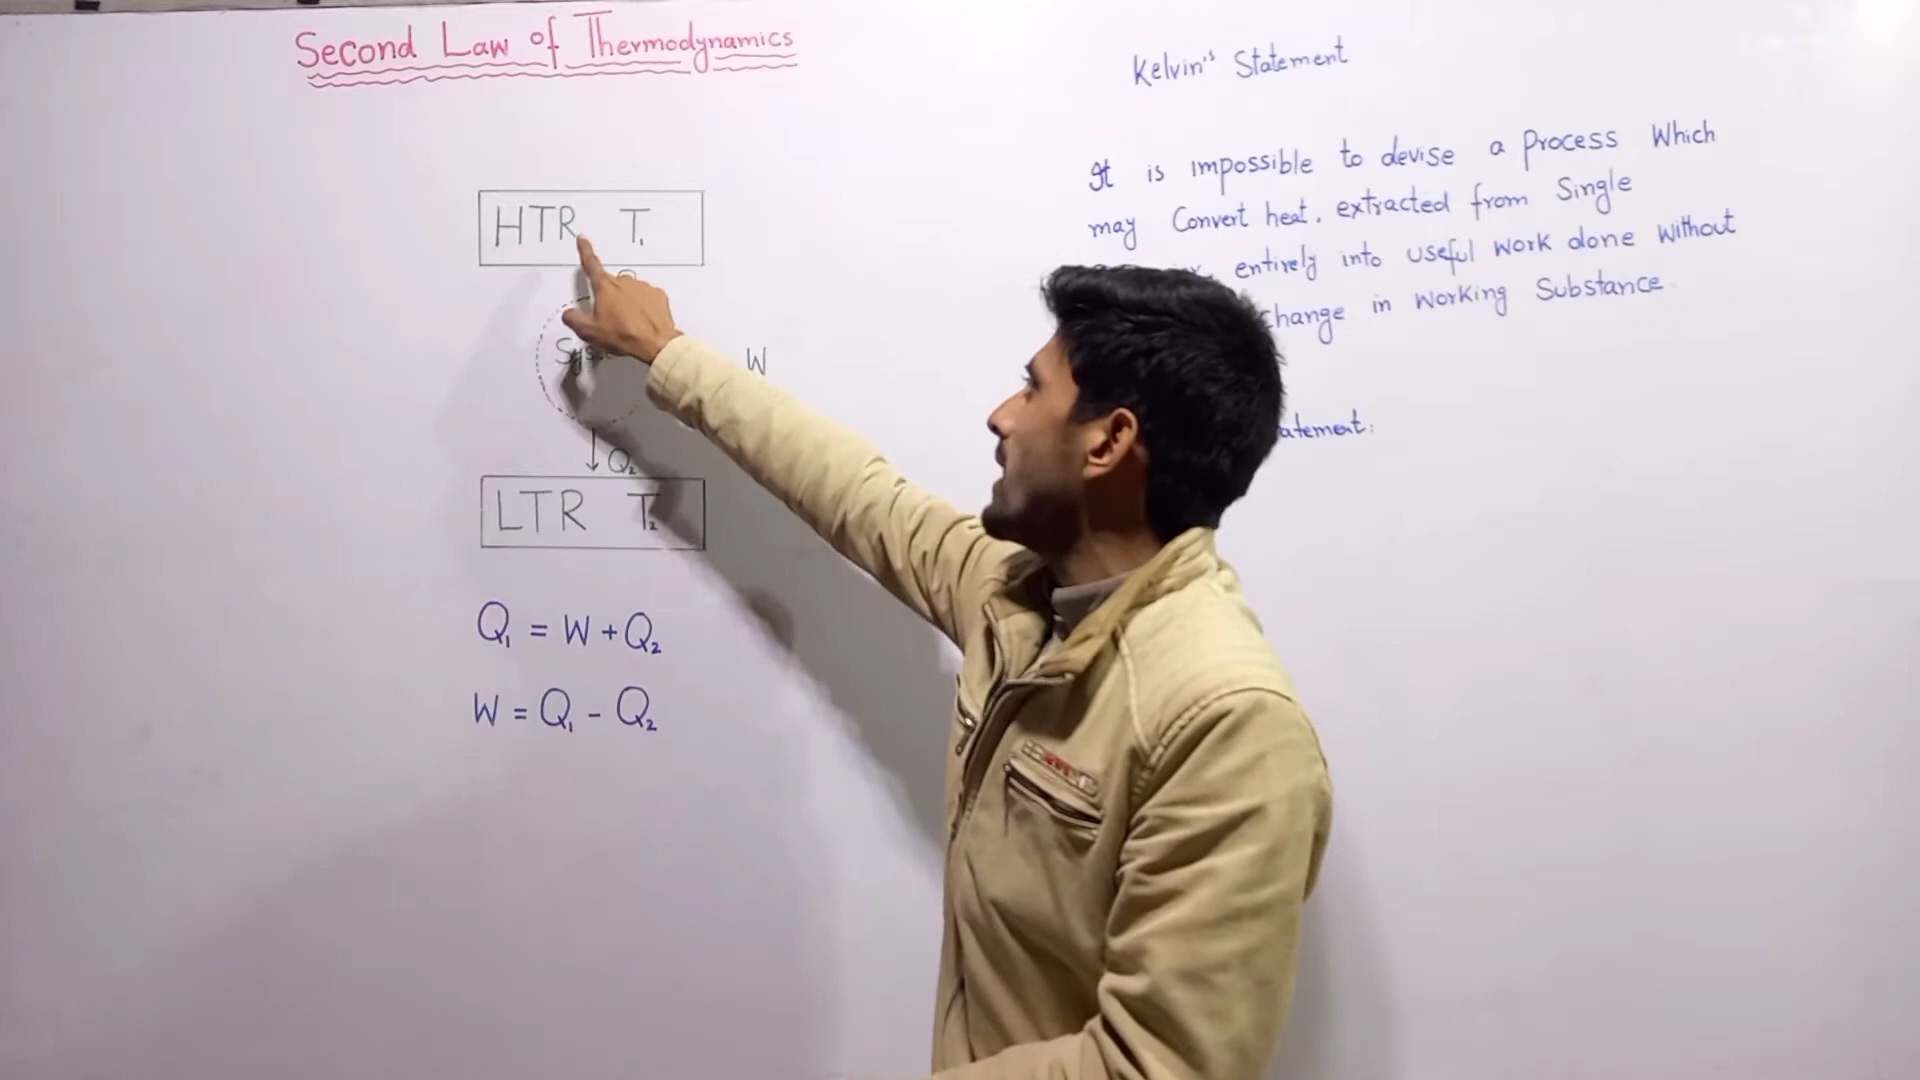 Second Law of Thermodynamics
HTR T₁
W
Q₂
LTR T₂
Q₁ = W + Q₂
W = Q₁ - Q₂
Kelvin's Statement
It is impossible to devise a process which
may Convert heat, extracted from Single
entirely into useful work done without
change in working Substance.